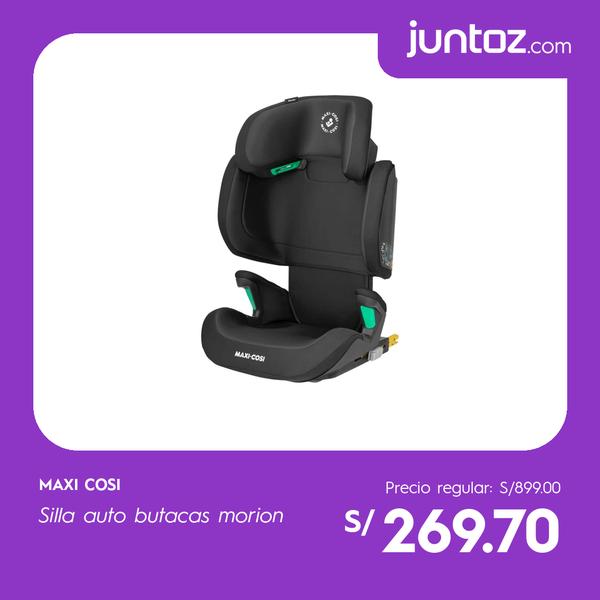 juntoz.com
MAXI-COSI
MAXI COSI
Silla auto butacas morion
Precio regular: S/899.00
S/ 269.70